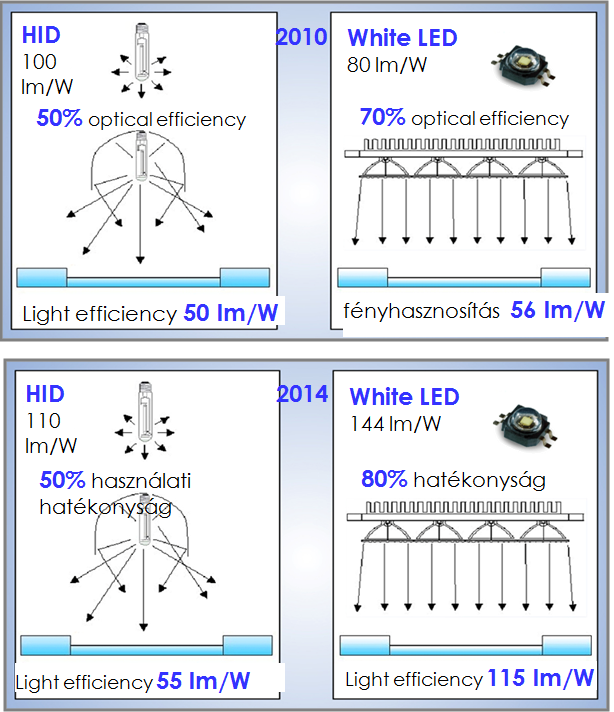 HID
100
lm/W
50% optical efficiency
Light efficiency 50 lm/W
2010
White LED
80 lm/W
70% optical efficiency
fényhasznosítás 56 lm/W
HID
110
lm/W
50% használati
hatékonyság
Light efficiency 55 lm/W
2014
White LED
144 lm/W
80% hatékonyság
Light efficiency 115 lm/W